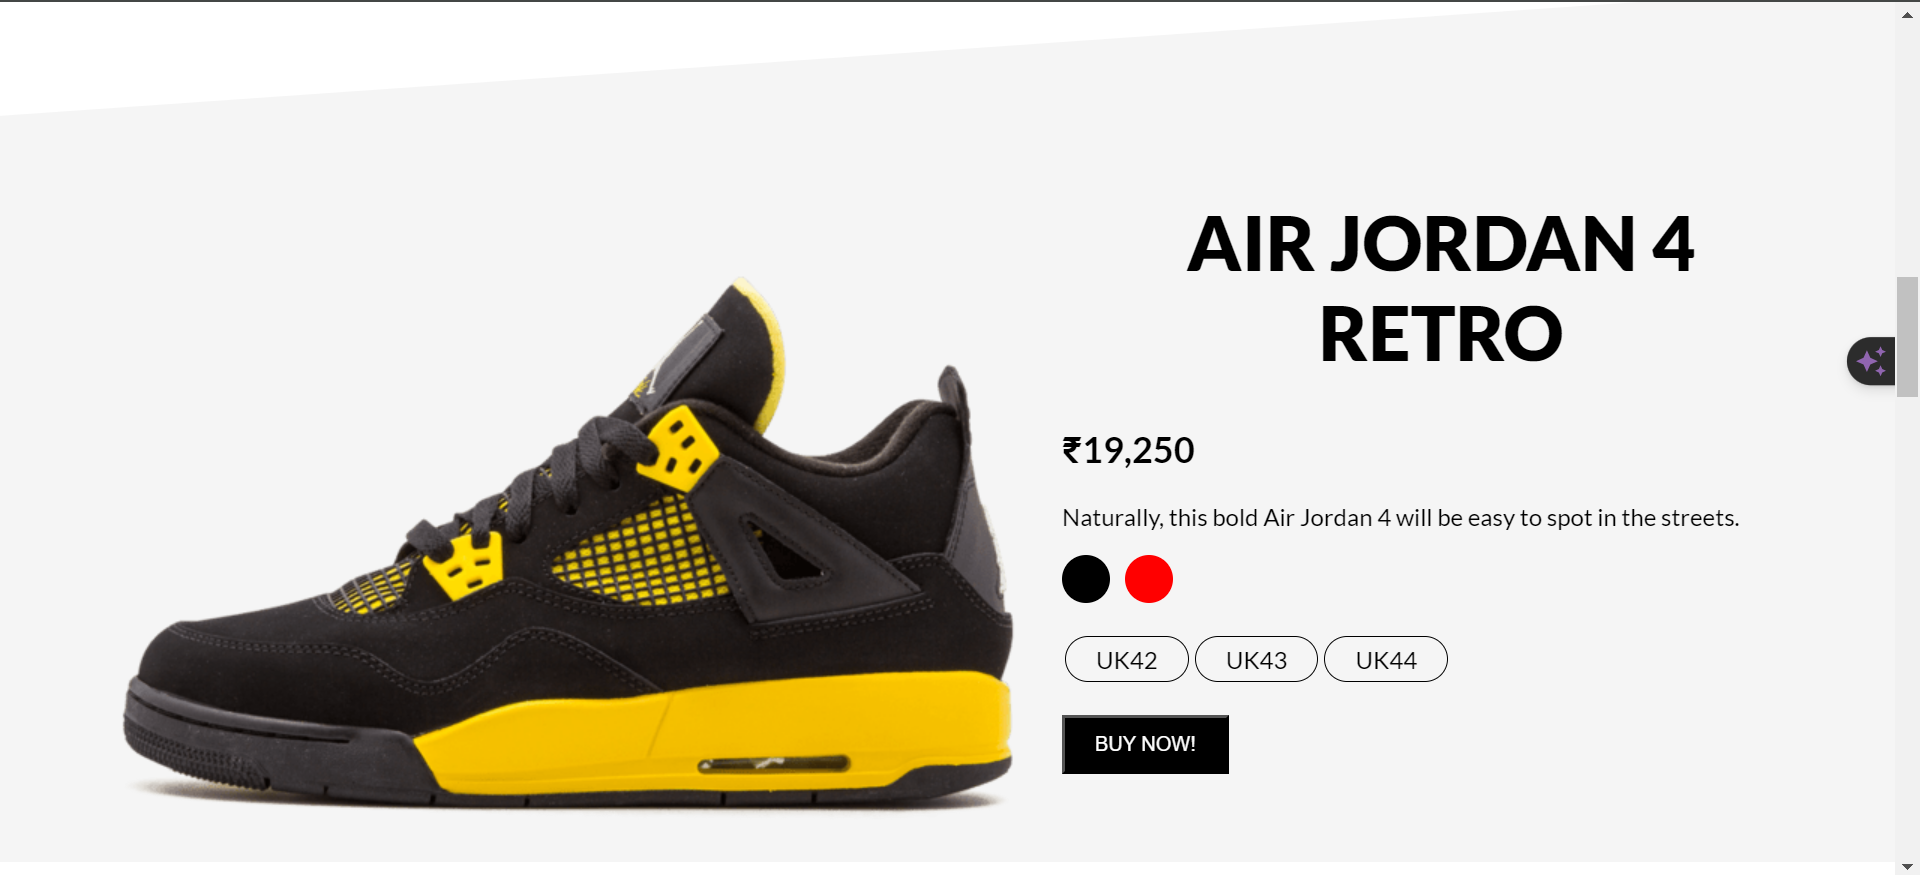 AIR JORDAN 4
RETRO
₹19,250
Naturally, this bold Air Jordan 4 will be easy to spot in the streets.
UK42
UK43
UK44
BUY NOW!